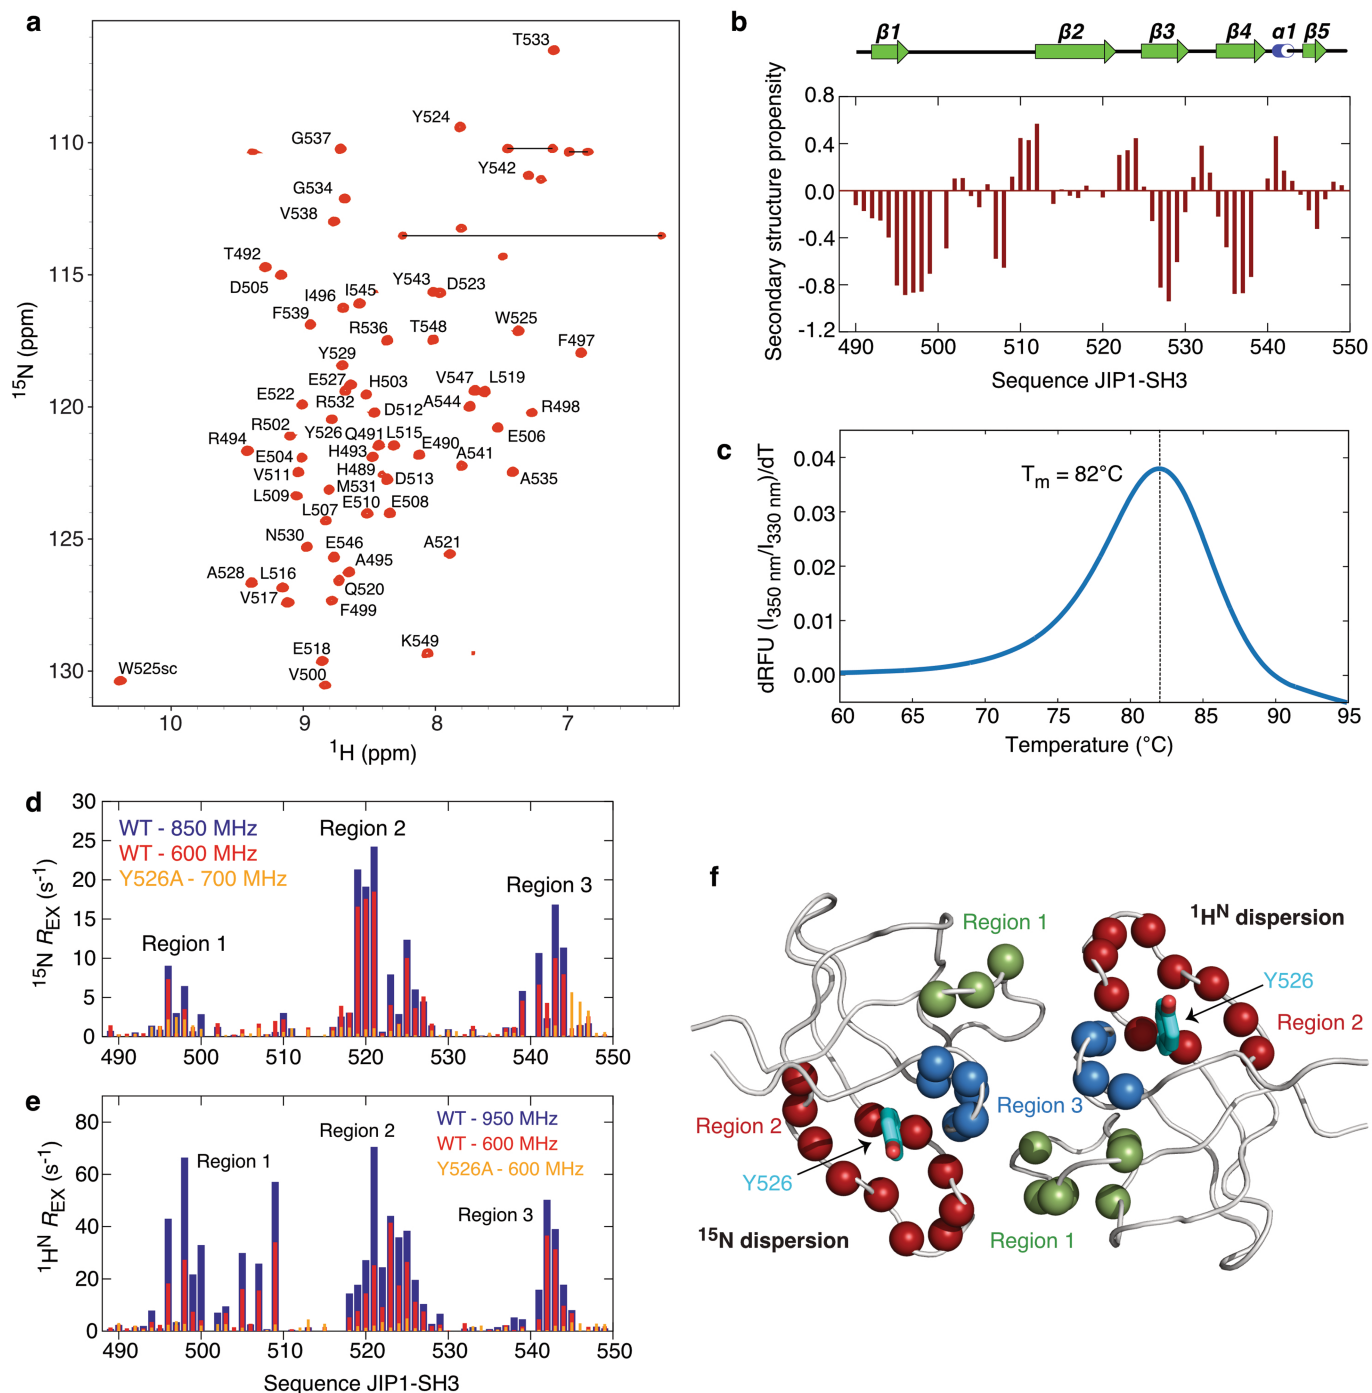 a
T533
Y524
110
G537
Y542
G534
V538
T492
115
D505
I496
I545
Y543
D523
F539
R536
T548
W525
F497
Y529
E527
H503
V547
L519
E522
R532
D512
A544
R498
120
R502
Y526
Q491
L515
E506
R494
E504
H493
E490
A541
V511
H489
D513
A535
L509
M531
E510
E508
L507
N530
E546
A521
125
A528
L516
A495
Q520
V517
F499
E518
K549
130
W525sc
V500
10
9
8
7
15N (ppm)
1H (ppm)
b
β1
β2
β3
β4
α1
β5
0.8
0.4
0.0
-0.4
-0.8
-1.2
490 500 510 520 530 540 550
Secondary structure propensity
Sequence JIP1-SH3
c
0.04
0.03
0.02
0.01
0.00
Tm = 82°C
60 65 70 75 80 85 90 95
dRFU (I350 nm/I330 nm)/dT
Temperature (°C)
d
30
25
20
15
10
5
0
WT - 850 MHz
WT - 600 MHz
Y526A - 700 MHz
Region 1
Region 2
Region 3
490 500 510 520 530 540 550
15N REX (s-1)
e
80
60
40
20
0
WT - 950 MHz
WT - 600 MHz
Y526A - 600 MHz
Region 1
Region 2
Region 3
490 500 510 520 530 540 550
1HN REX (s-1)
Sequence JIP1-SH3
f
Region 1
1HN dispersion
Y526
Region 2
Region 3
Region 2
Y526
15N dispersion
Region 1